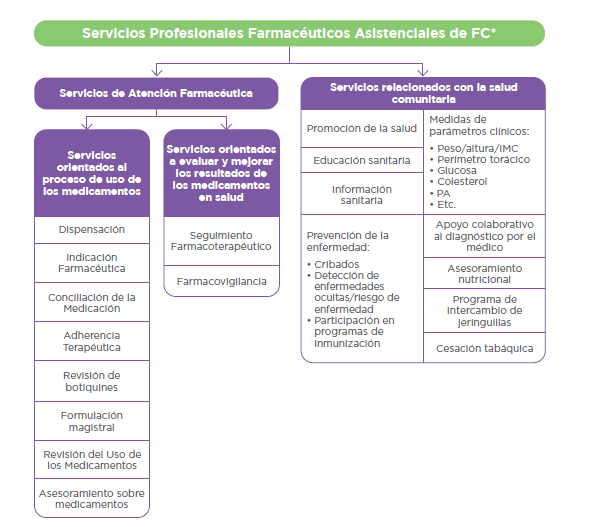 Servicios Profesionales Farmacéuticos Asistenciales de FC*
Servicios de Atención Farmacéutica
Servicios
orientados al
proceso de uso de
los medicamentos
Dispensación
Indicación
Farmacéutica
Conciliación de la
Medicación
Adherencia
Terapéutica
Revisión de
botiquines
Formulación
magistral
Revisión del Uso de
los Medicamentos
Asesoramiento sobre
medicamentos
Servicios orientados
a evaluar y mejorar
los resultados de
los medicamentos
en salud
Seguimiento
Farmacoterapéutico
Farmacovigilancia
Servicios relacionados con la salud
comunitaria
Promoción de la salud
Educación sanitaria
Información
sanitaria
Prevención de la
enfermedad:
• Cribados
• Detección de
enfermedades
ocultas/riesgo de
enfermedad
• Participación en
programas de
inmunización
Medidas de
parámetros clínicos:
• Peso/altura/IMC
• Perímetro torácico
• Glucosa
• Colesterol
• PA
• Etc.
Apoyo colaborativo
al diagnóstico por el
médico
Asesoramiento
nutricional
Programa de
Intercambio de
jeringuillas
Cesación tabáquica